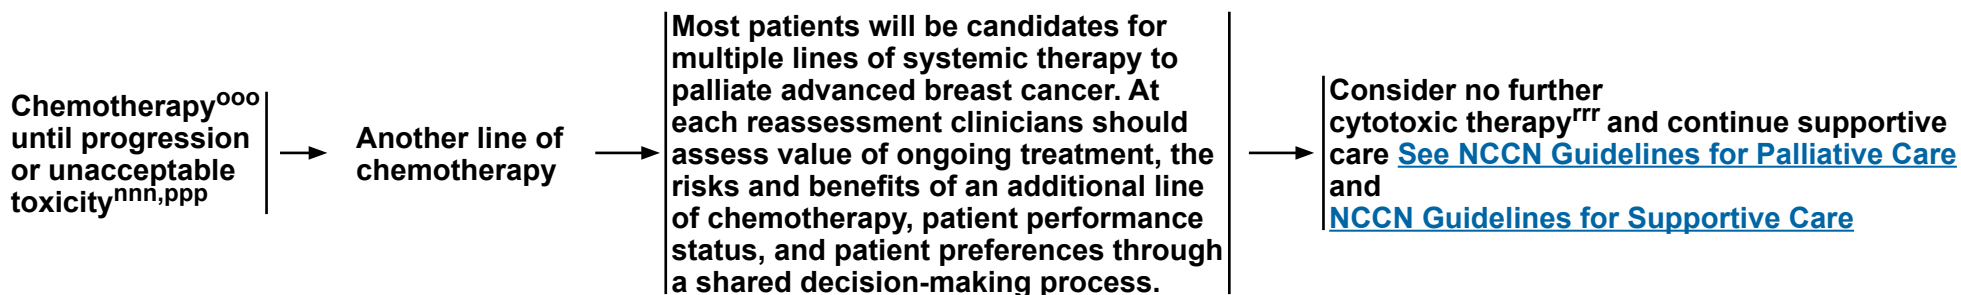 Chemotherapyooo
until progression
or unacceptable
toxicitynnn,ppp
Another line of
chemotherapy
Most patients will be candidates for
multiple lines of systemic therapy to
palliate advanced breast cancer. At
each reassessment clinicians should
assess value of ongoing treatment, the
risks and benefits of an additional line
of chemotherapy, patient performance
status, and patient preferences through
a shared decision-making process.
Consider no further
cytotoxic therapyrrr and continue supportive
care See NCCN Guidelines for Palliative Care
and
NCCN Guidelines for Supportive Care